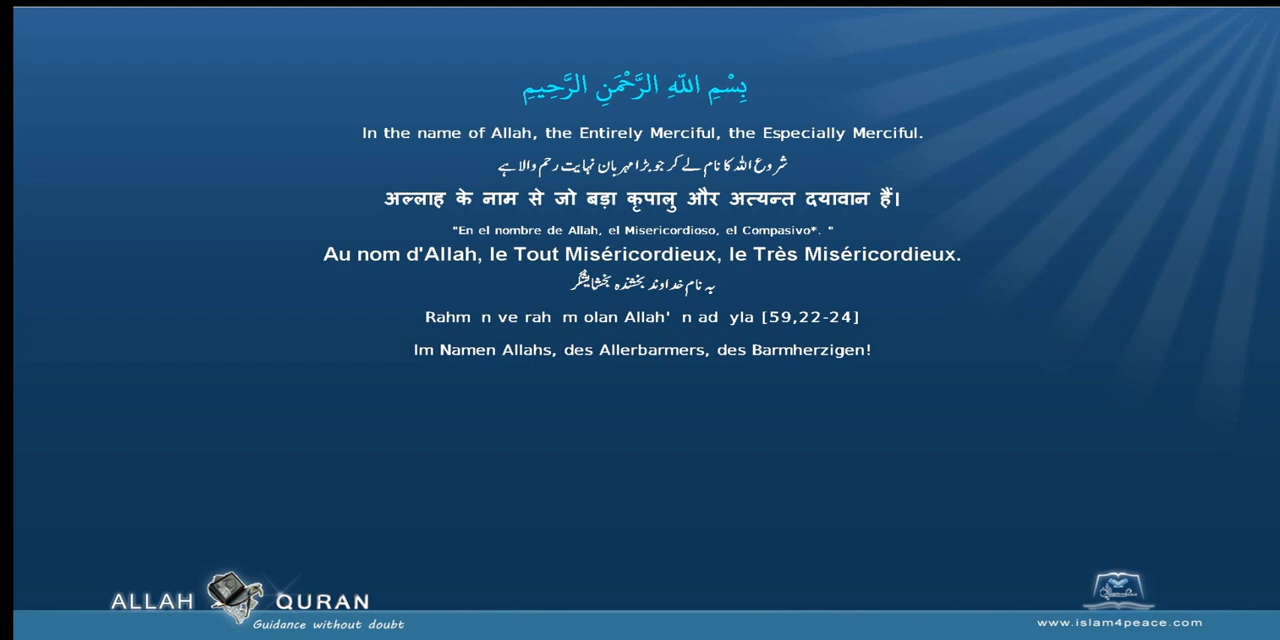 بِسْمِ اللَّهِ الرَّحْمَنِ الرَّحِيمِ
In the name of Allah, the Entirely Merciful, the Especially Merciful.
شروع الله کا نام لے کر جو بڑا مہربان نہایت رحم والا ہے
अल्लाह के नाम से जो बड़ा कृपालु और अत्यन्त दयावान हैं।
"En el nombre de Allah, el Misericordioso, el Compasivo*. "
Au nom d'Allah, le Tout Miséricordieux, le Très Miséricordieux.
به نام خداوند بخشنده بخشایشگر
Rahm n ve rah m olan Allah' n ad yla [59,22-24]
Im Namen Allahs, des Allerbarmers, des Barmherzigen!
ALLAH QURAN
Guidance without doubt
www.islam4peace.com